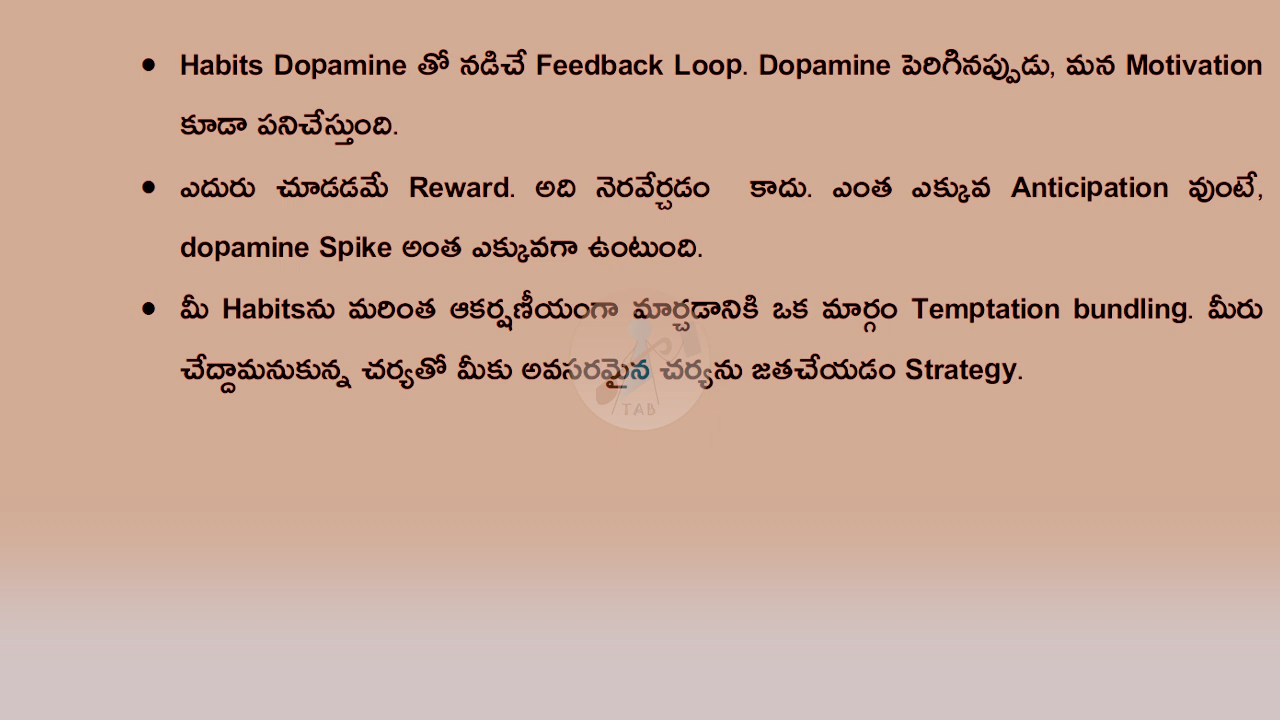 • Habits Dopamine తో నడిచే Feedback Loop. Dopamine పెరిగినప్పుడు, మన Motivation
కూడా పనిచేస్తుంది.
• ఎదురు చూడడమే Reward. అది నెరవేర్చడం కాదు. ఎంత ఎక్కువ Anticipation వుంటే,
dopamine Spike అంత ఎక్కువగా ఉంటుంది.
• మీ Habitsను మరింత ఆకర్షణీయంగా మార్చడానికి ఒక మార్గం Temptation bundling. మీరు
చేద్దామనుకున్న చర్యతో మీకు అవసరమైన చర్యను జతచేయడం Strategy.
TAB